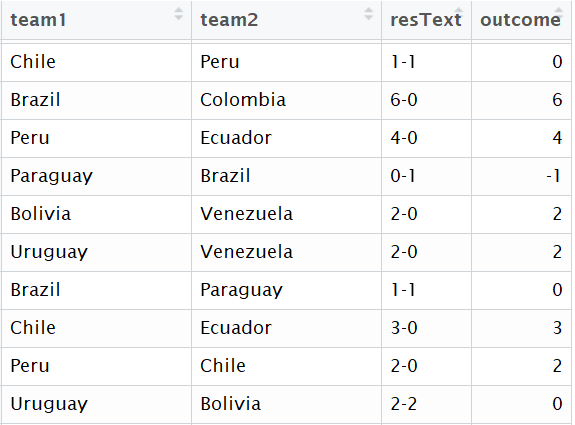 team1 team2 resText outcome
Chile Peru 1-1 0
Brazil Colombia 6-0 6
Peru Ecuador 4-0 4
Paraguay Brazil 0-1 -1
Bolivia Venezuela 2-0 2
Uruguay Venezuela 2-0 2
Brazil Paraguay 1-1 0
Chile Ecuador 3-0 3
Peru Chile 2-0 2
Uruguay Bolivia 2-2 0